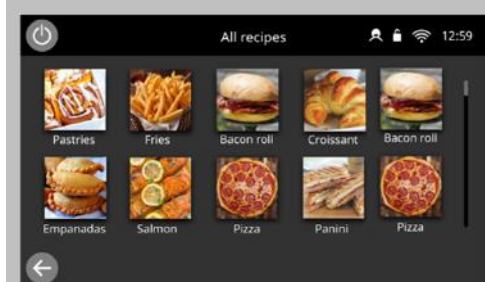 All recipes 12:59
Pastries Fries Bacon roll Croissant Bacon roll
Empanadas Salmon Pizza Panini Pizza